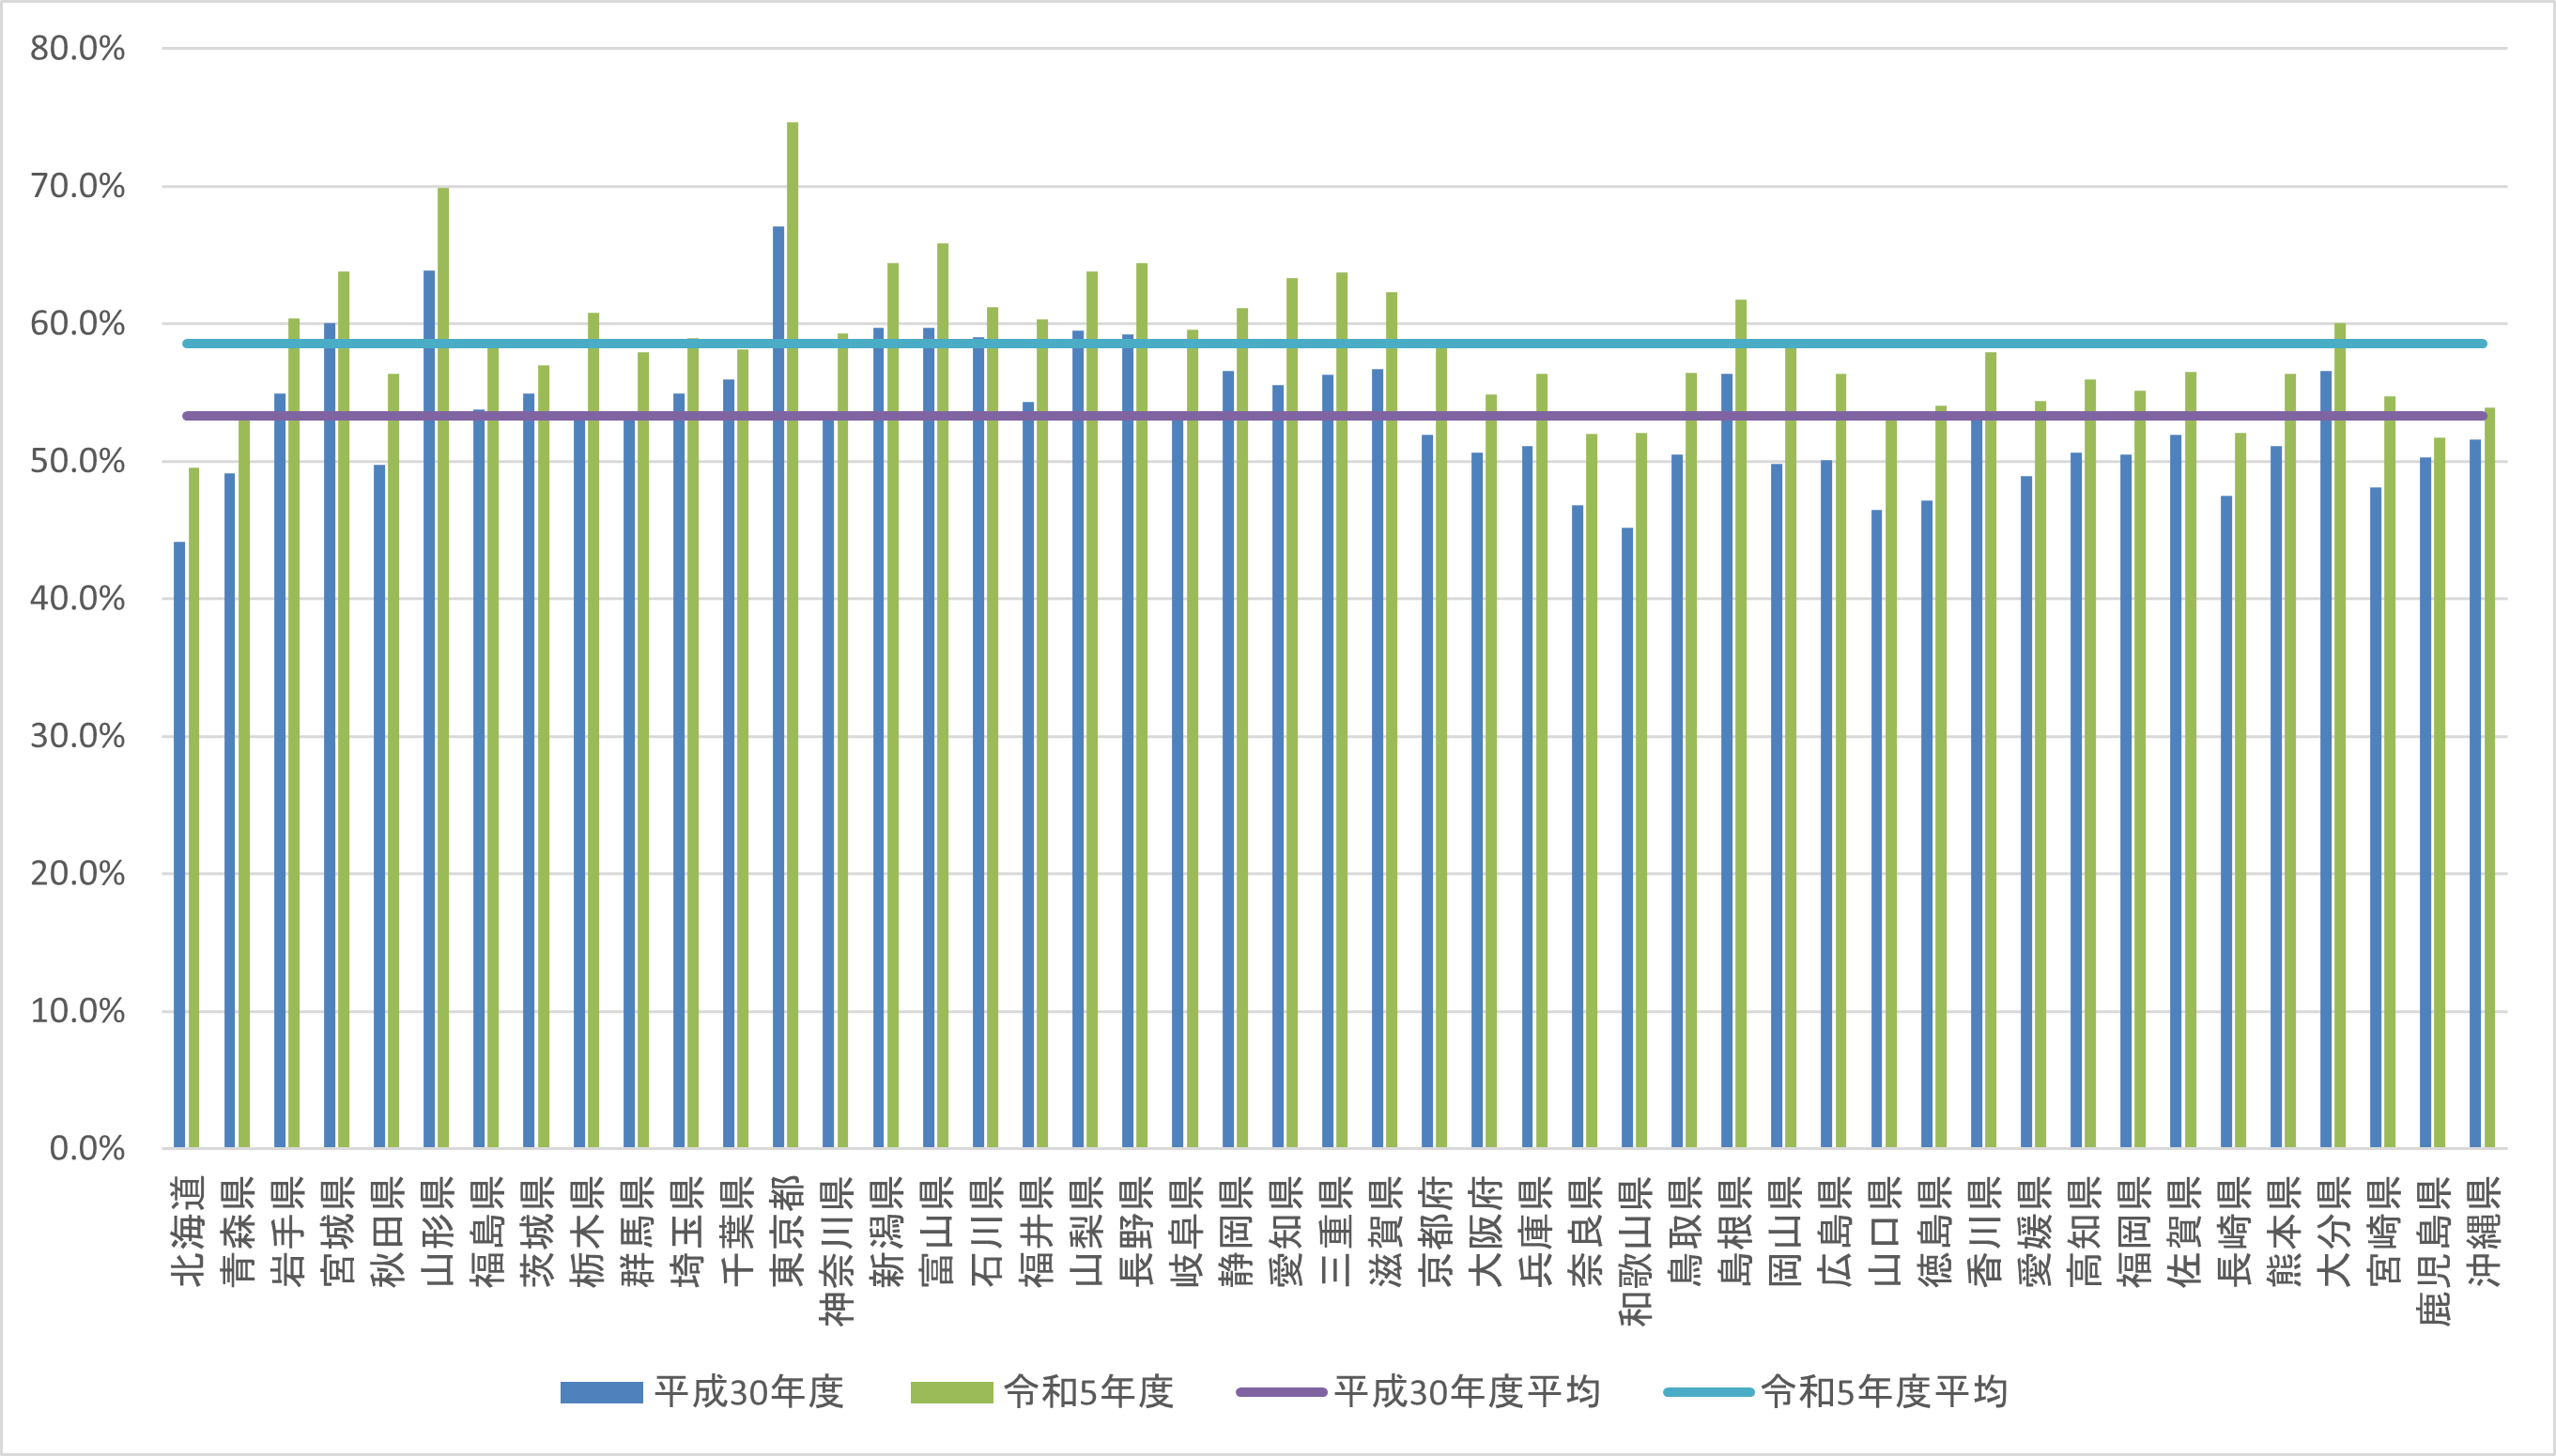 80.0%
70.0%
60.0%
50.0%
40.0%
30.0%
20.0%
10.0%
0.0%
北海道
青森県
岩手県
宮城県
秋田県
山形県
福島県
茨城県
栃木県
群馬県
埼玉県
千葉県
東京都
神奈川県
新潟県
富山県
石川県
福井県
山梨県
長野県
岐阜県
静岡県
愛知県
三重県
滋賀県
京都府
大阪府
兵庫県
奈良県
和歌山県
鳥取県
島根県
岡山県
広島県
山口県
徳島県
香川県
愛媛県
高知県
福岡県
佐賀県
長崎県
熊本県
大分県
宮崎県
鹿児島県
沖縄県
平成30年度 令和5年度 平成30年度平均 令和5年度平均